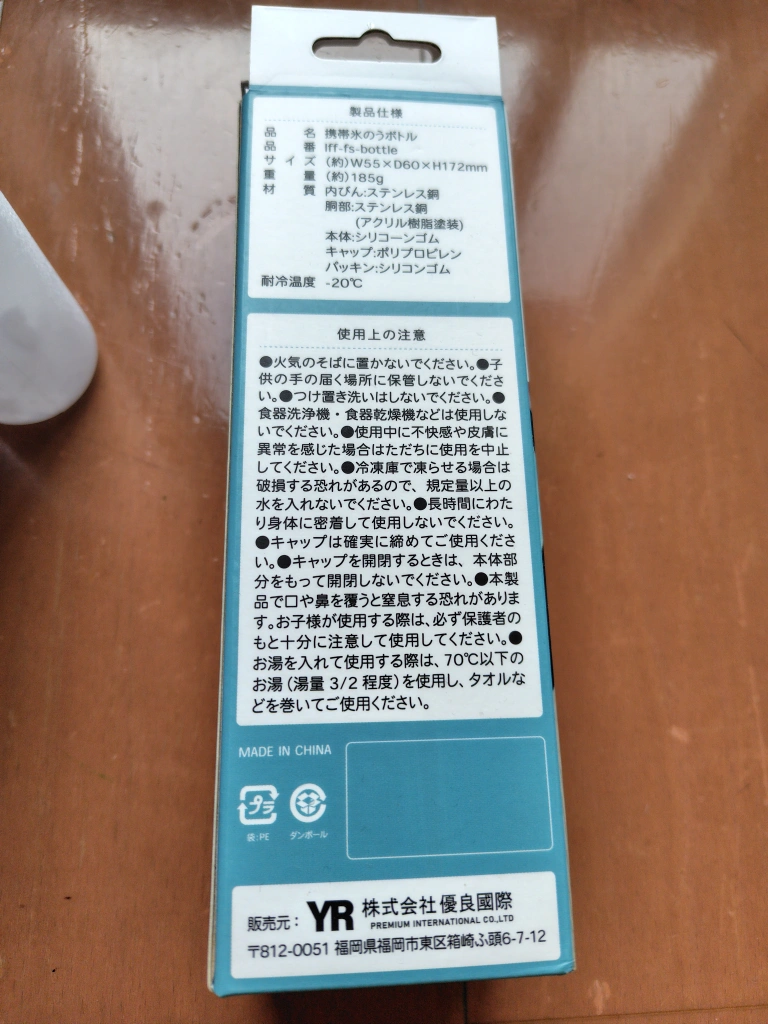 製品仕様
品名 携帯氷のうボトル
品番 lff-fs-bottle
サイズ (約)W55×D60×H172mm
重量 (約)185g
材質 内びん:ステンレス鋼
胴部:ステンレス鋼
(アクリル樹脂塗装)
本体:シリコーンゴム
キャップ:ポリプロピレン
パッキン:シリコンゴム
耐冷温度 -20℃
使用上の注意
●火気のそばに置かないでください。●子
供の手の届く場所に保管しないでくださ
い。●つけ置き洗いはしないでください。●
食器洗浄機・食器乾燥機などは使用しな
いでください。●使用中に不快感や皮膚に
異常を感じた場合はただちに使用を中止
してください。●冷凍庫で凍らせる場合は
破損する恐れがあるので、規定量以上の
水を入れないでください。●長時間にわた
り身体に密着して使用しないでください。
●キャップは確実に締めてご使用くださ
い。●キャップを開閉するときは、本体部
分をもって開閉しないでください。●本製
品で口や鼻を覆うと窒息する恐れがありま
す。お子様が使用する際は、必ず保護者の
もと十分に注意して使用してください。●
お湯を入れて使用する際は、70℃以下の
お湯(湯量 3/2 程度)を使用し、タオルな
どを巻いてご使用ください。
MADE IN CHINA
プラ
袋:PE ダンボール
販売元: YR 株式会社優良國際
PREMIUM INTERNATIONAL CO.,LTD
〒812-0051 福岡県福岡市東区箱崎ふ頭6-7-12